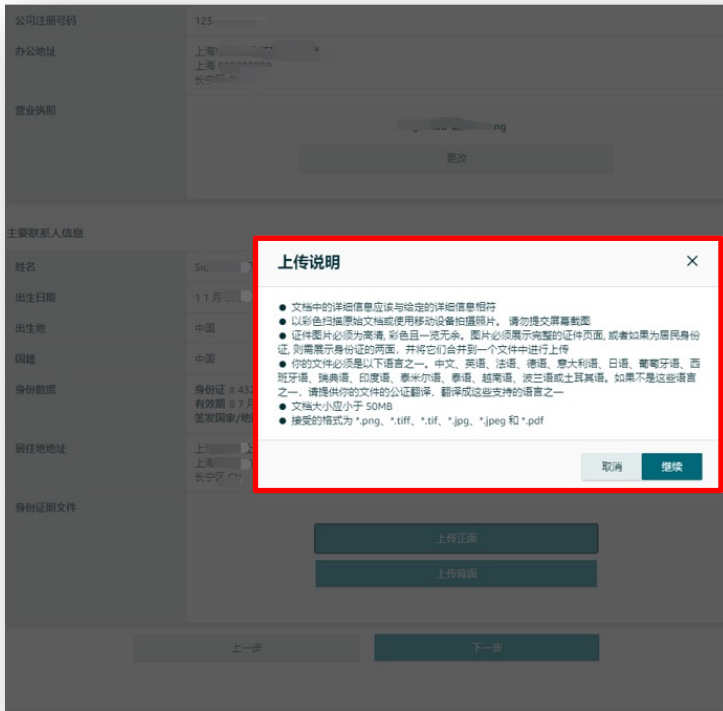 公司注册号码
123
办公地址
上海
上海
长宁区
营业执照
ng
更改
主要联系人信息
姓名
Sic
出生日期
11月
出生地
中国
国籍
中国
身份数据
身份证 # 432
有效期 8 7 月
签发国家/地
居住地地址
上
上海
长宁区 CN
身份证明文件
上传正面
上传背面
上一步
下一步
上传说明
● 文档中的详细信息应该与给定的详细信息相符
● 以彩色扫描原始文档或使用移动设备拍摄照片。 请勿提交屏幕截图
● 证件图片必须为高清, 彩色且一览无余。图片必须展示完整的证件页面, 或者如果为居民身份
证, 则需展示身份证的两面，并将它们合并到一个文件中进行上传
● 你的文件必须是以下语言之一。中文、英语、法语、德语、意大利语、日语、葡萄牙语、西
班牙语、瑞典语、印度语、泰米尔语、泰语、越南语、波兰语或土耳其语。如果不是这些语言
之一，请提供你的文件的公证翻译，翻译成这些支持的语言之一
● 文档大小应小于 50MB
● 接受的格式为 *.png、*.tiff、*.tif、*.jpg、*.jpeg 和 *.pdf
取消
继续